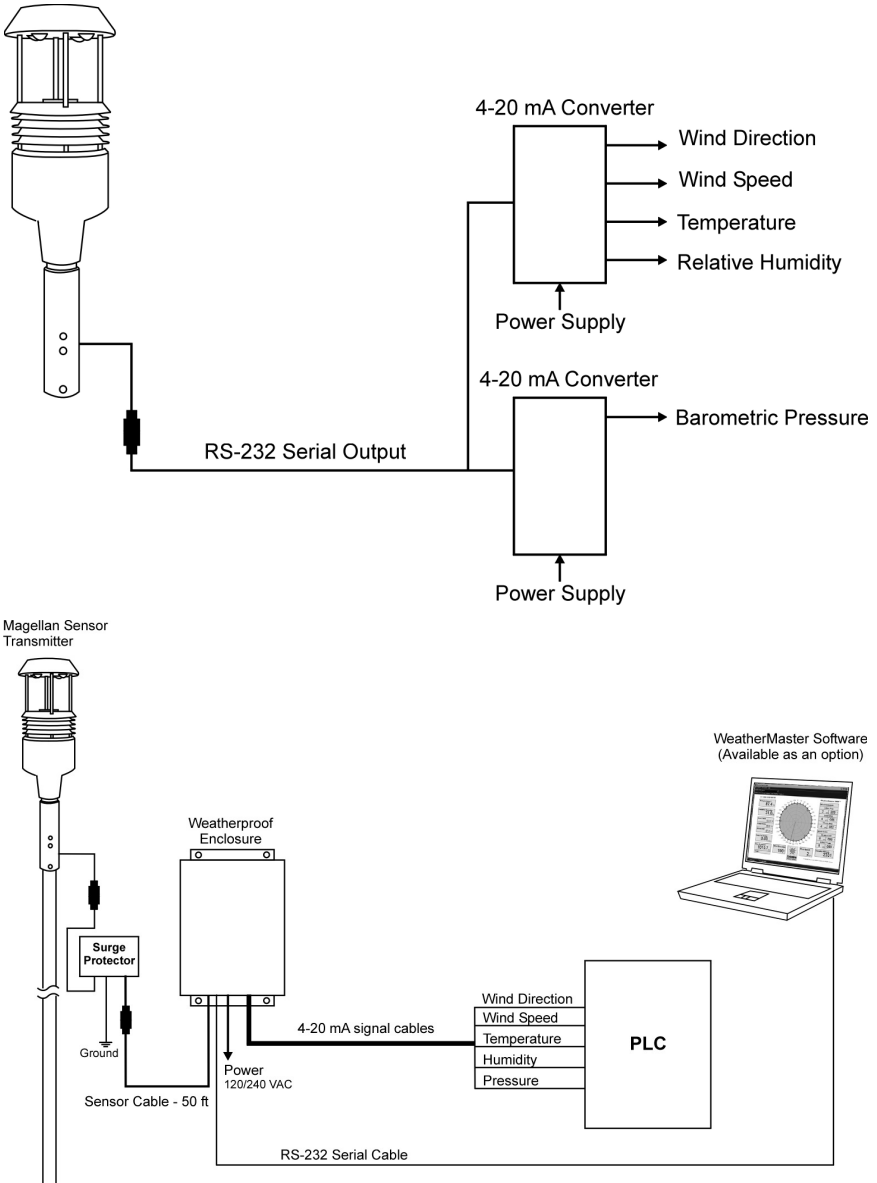 4-20 mA Converter
Wind Direction
Wind Speed
Temperature
Relative Humidity
Power Supply
4-20 mA Converter
Barometric Pressure
RS-232 Serial Output
Power Supply
Magellan Sensor
Transmitter
WeatherMaster Software
(Available as an option)
Weatherproof
Enclosure
Surge
Protector
Ground
Sensor Cable - 50 ft
Power
120/240 VAC
4-20 mA signal cables
Wind Direction
Wind Speed
Temperature
Humidity
Pressure
PLC
RS-232 Serial Cable